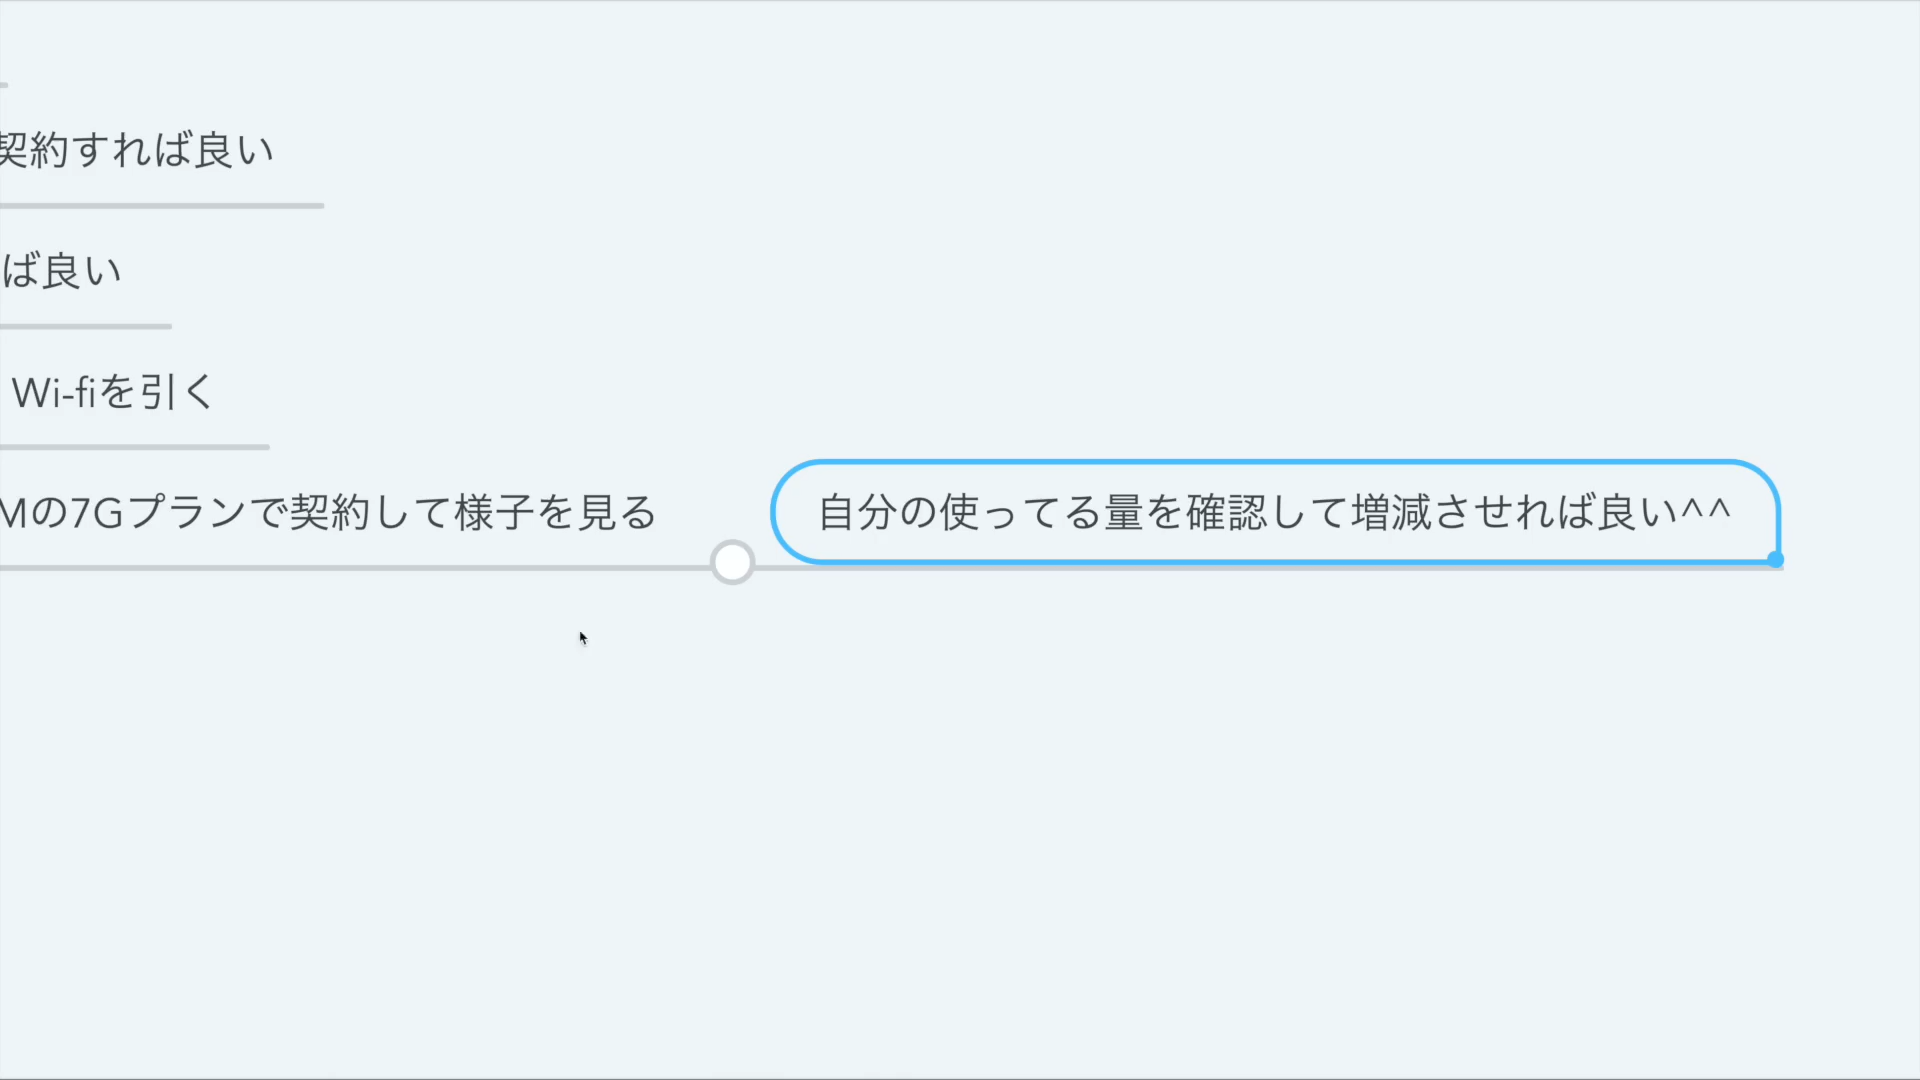 契約すれば良い
ば良い
Wi-fiを引く
Mの7Gプランで契約して様子を見る
自分の使ってる量を確認して増減させれば良い^^